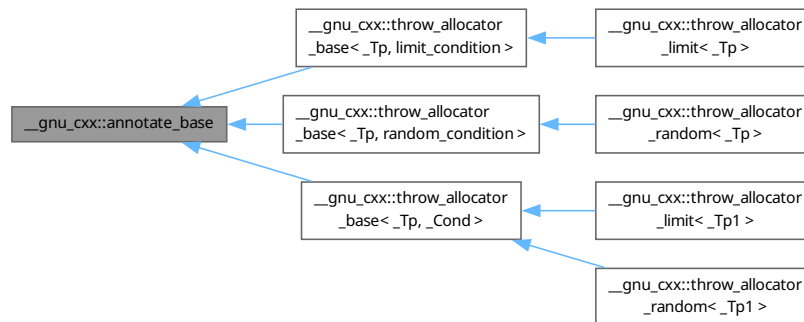 __gnu_cxx::throw_allocator
_base< _Tp, limit_condition >
__gnu_cxx::throw_allocator
_limit< _Tp >
__gnu_cxx::annotate_base
__gnu_cxx::throw_allocator
_base< _Tp, random_condition >
__gnu_cxx::throw_allocator
_random< _Tp >
__gnu_cxx::throw_allocator
_base< _Tp, _Cond >
__gnu_cxx::throw_allocator
_limit< _Tp1 >
__gnu_cxx::throw_allocator
_random< _Tp1 >